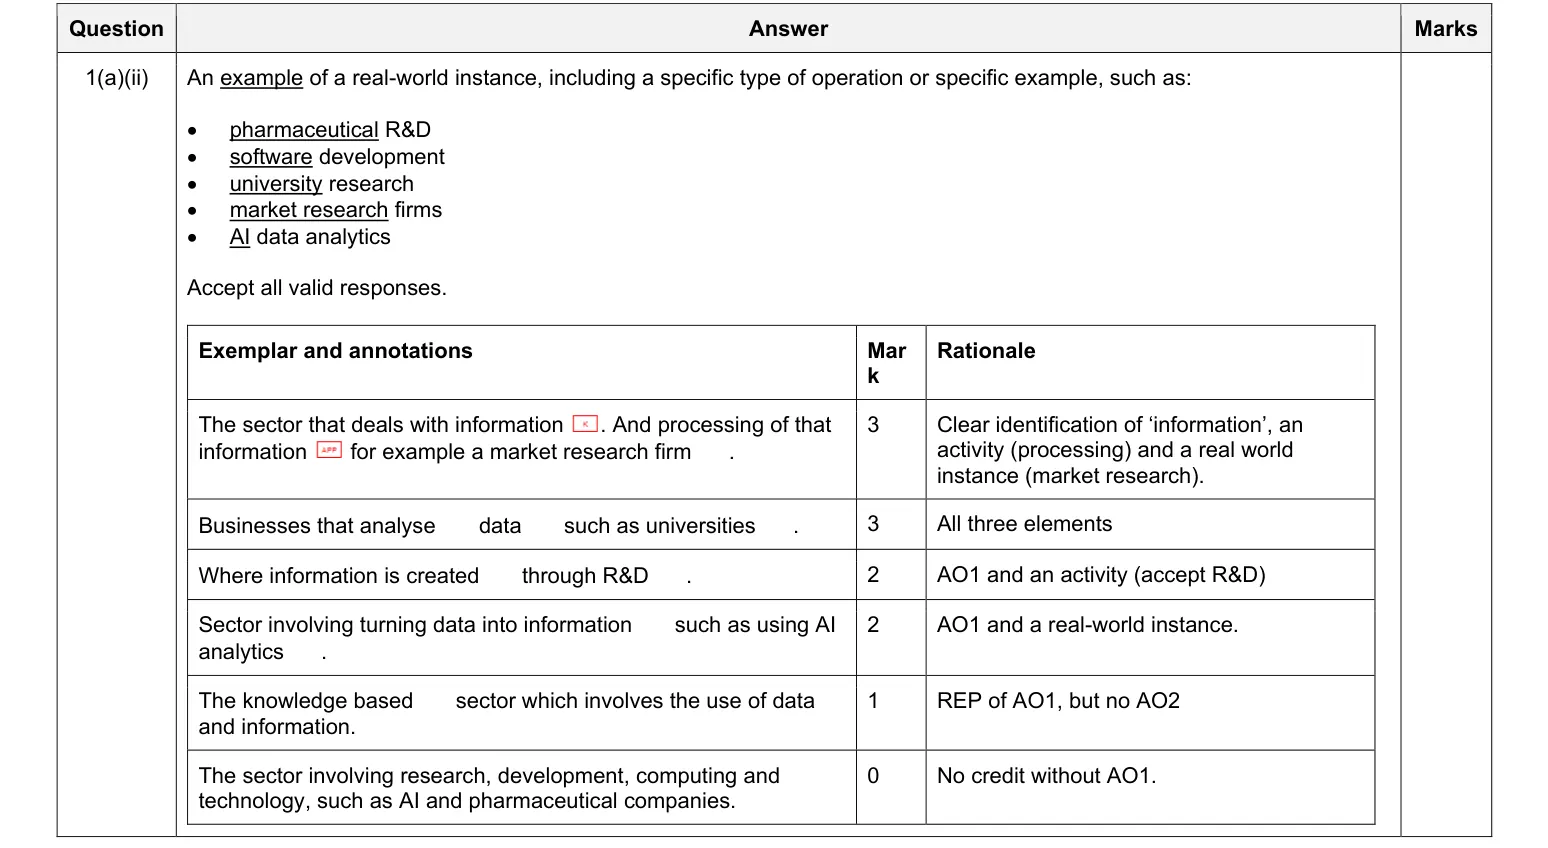 Question Answer Marks
1(a)(ii) An example of a real-world instance, including a specific type of operation or specific example, such as:
• pharmaceutical R&D
• software development
• university research
• market research firms
• AI data analytics
Accept all valid responses.
Exemplar and annotations Mar k Rationale
The sector that deals with information K. And processing of that
information APP for example a market research firm .
3
Clear identification of ‘information’, an
activity (processing) and a real world
instance (market research).
Businesses that analyse data such as universities . 3 All three elements
Where information is created through R&D . 2 AO1 and an activity (accept R&D)
Sector involving turning data into information such as using AI
analytics .
2
AO1 and a real-world instance.
The knowledge based sector which involves the use of data
and information.
1
REP of AO1, but no AO2
The sector involving research, development, computing and
technology, such as AI and pharmaceutical companies.
0
No credit without AO1.